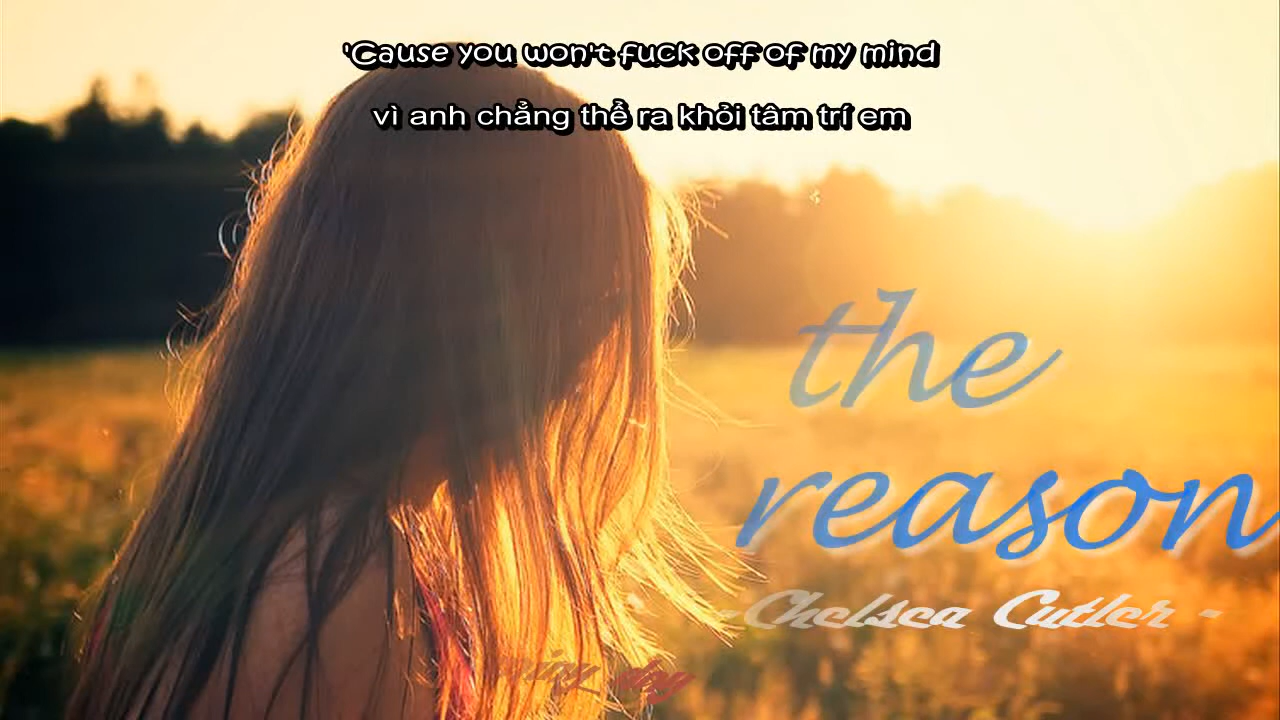 'Cause you won't fuck off of my mind
vì anh chẳng thể ra khỏi tâm trí em
the
reason
-Chelsea Cutler -
day